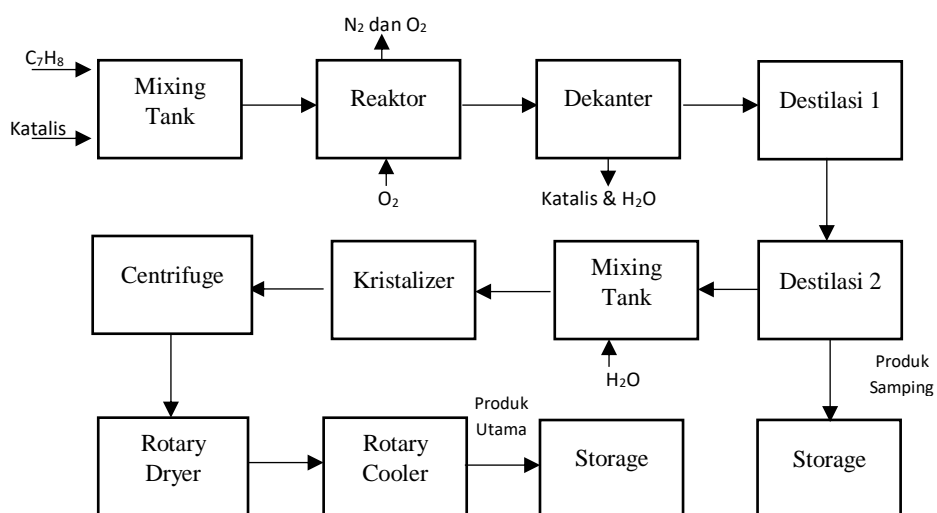 N₂ dan O₂
C₇H₈
Katalis
Mixing
Tank
Reaktor
Dekanter
Destilasi 1
O₂
Katalis & H₂O
Centrifuge
Kristalizer
Mixing
Tank
Destilasi 2
H₂O
Produk
Samping
Produk
Utama
Rotary
Dryer
Rotary
Cooler
Storage
Storage